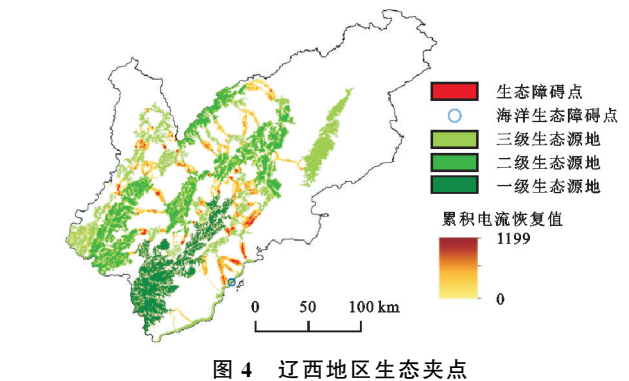 生态障碍点
海洋生态障碍点
三级生态源地
二级生态源地
一级生态源地
累积电流恢复值
1199
0
0 50 100 km
图 4 辽西地区生态夹点